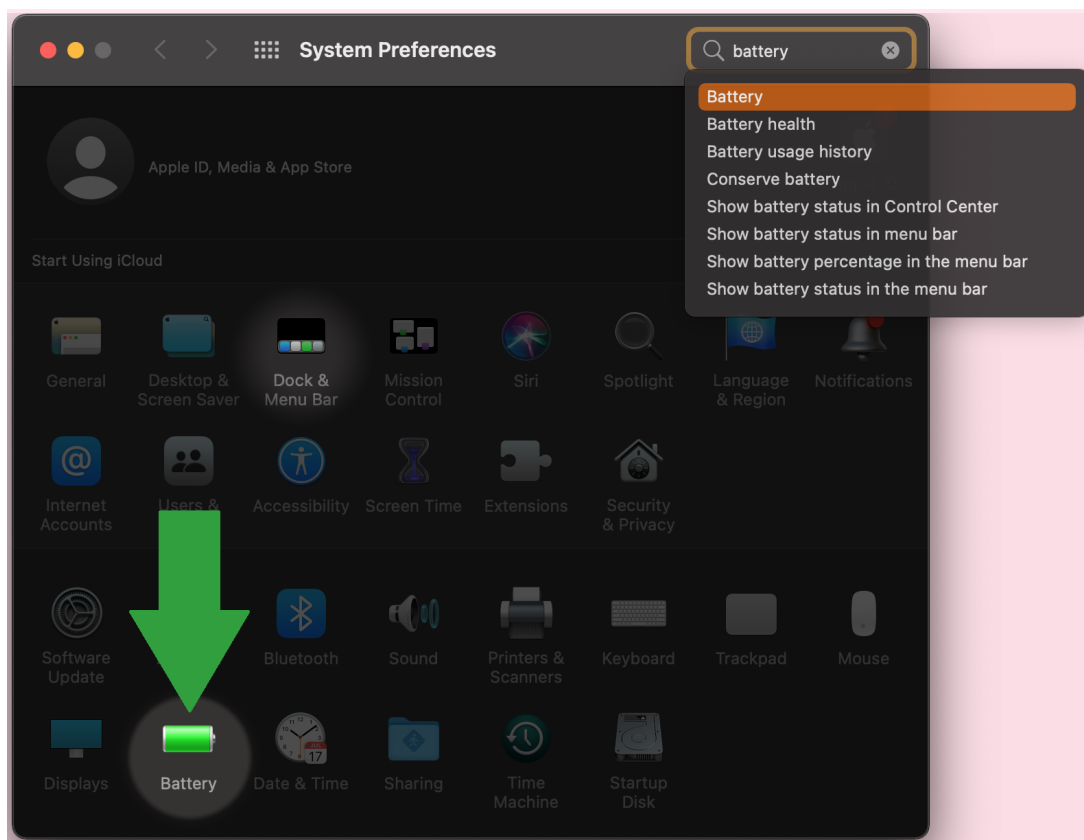 System Preferences
battery
Battery
Battery health
Battery usage history
Conserve battery
Show battery status in Control Center
Show battery status in menu bar
Show battery percentage in the menu bar
Show battery status in the menu bar
Apple ID, Media & App Store
Start Using iCloud
General
Desktop &
Screen Saver
Dock &
Menu Bar
Mission
Control
Siri
Spotlight
Language
& Region
Notifications
Internet
Accounts
Users &
Accessibility
Screen Time
Extensions
Security
& Privacy
Software
Update
Bluetooth
Sound
Printers &
Scanners
Keyboard
Trackpad
Mouse
Displays
Battery
Date & Time
JUL
17
Sharing
Time
Machine
Startup
Disk